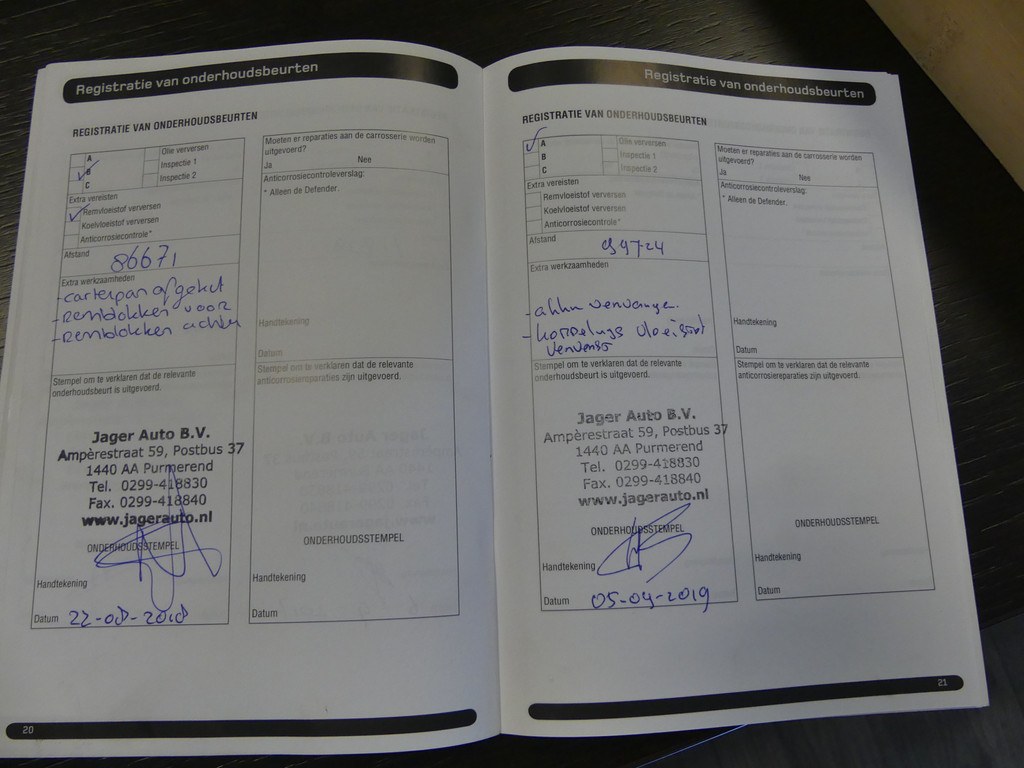 Registratie van onderhoudsbeurten
REGISTRATIE VAN ONDERHOUDSBEURTEN
A
B
C
Olie verversen
Inspectie 1
Inspectie 2
Extra vereisten
Remvloeistof verversen
Koelvloeistof verversen
Anticorrosiecontrole*
Afstand
86671
Extra werkzaamheden
-carterpan afgekit
-remblokken voor
-remblokken achter
Stempel om te verklaren dat de relevante
onderhoudsbeurt is uitgevoerd.
Jager Auto B.V.
Ampèrestraat 59, Postbus 37
1440 AA Purmerend
Tel. 0299-418830
Fax. 0299-418840
www.jagerauto.nl
ONDERHOUDSSTEMPEL
Handtekening
Datum 22-08-2018
Moeten er reparaties aan de carrosserie worden
uitgevoerd?
Ja Nee
Anticorrosiecontroleverslag:
* Alleen de Defender.
Handtekening
Datum
Stempel om te verklaren dat de relevante
anticorrosiereparaties zijn uitgevoerd.
ONDERHOUDSSTEMPEL
Handtekening
Datum
20
Registratie van onderhoudsbeurten
REGISTRATIE VAN ONDERHOUDSBEURTEN
A
B
C
Olie verversen
Inspectie 1
Inspectie 2
Extra vereisten
Remvloeistof verversen
Koelvloeistof verversen
Anticorrosiecontrole*
Afstand
99724
Extra werkzaamheden
- vloeistof
Stempel om te verklaren dat de relevante
onderhoudsbeurt is uitgevoerd.
Jager Auto B.V.
Ampèrestraat 59, Postbus 37
1440 AA Purmerend
Tel. 0299-418830
Fax. 0299-418840
www.jagerauto.nl
ONDERHOUDSSTEMPEL
Handtekening
Datum 05-09-2019
Moeten er reparaties aan de carrosserie worden
uitgevoerd?
Ja Nee
Anticorrosiecontroleverslag:
* Alleen de Defender.
Handtekening
Datum
Stempel om te verklaren dat de relevante
anticorrosiereparaties zijn uitgevoerd.
ONDERHOUDSSTEMPEL
Handtekening
Datum
21